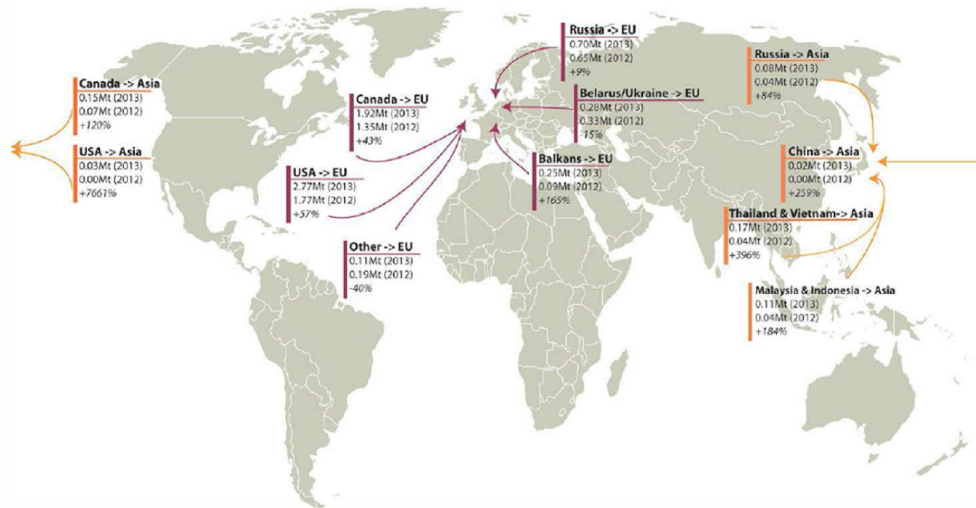 Canada -> Asia
0.15Mt (2013)
0.07Mt (2012)
+120%
USA -> Asia
0.03Mt (2013)
0.00Mt (2012)
+7661%
Canada -> EU
1.92Mt (2013)
1.35Mt (2012)
+43%
USA -> EU
2.77Mt (2013)
1.77Mt (2012)
+57%
Other -> EU
0.11Mt (2013)
0.19Mt (2012)
-40%
Russia -> EU
0.70Mt (2013)
0.65Mt (2012)
+9%
Belarus/Ukraine -> EU
0.28Mt (2013)
0.33Mt (2012)
-15%
Balkans -> EU
0.25Mt (2013)
0.09Mt (2012)
+165%
Russia -> Asia
0.08Mt (2013)
0.04Mt (2012)
+84%
China -> Asia
0.02Mt (2013)
0.00Mt (2012)
+259%
Thailand & Vietnam-> Asia
0.17Mt (2013)
0.04Mt (2012)
+396%
Malaysia & Indonesia -> Asia
0.11Mt (2013)
0.04Mt (2012)
+184%